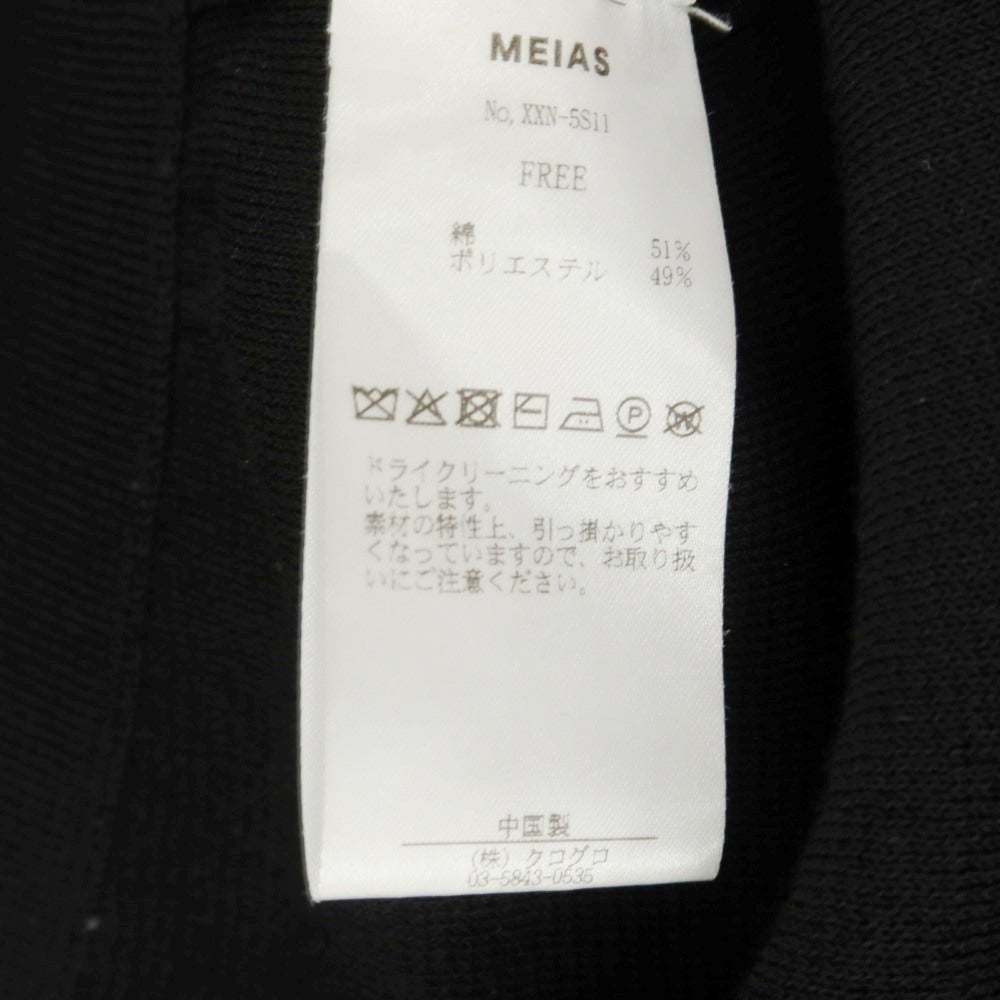 MEIAS
No, XXN-5S11
FREE
綿 51%
ポリエステル 49%
P
W
ドライクリーニングをおすすめ
いたします。
素材の特性上、引っ掛かりやす
くなっていますので、お取り扱
いにご注意ください。
中国製
(株) クログロ
03-5843-0535